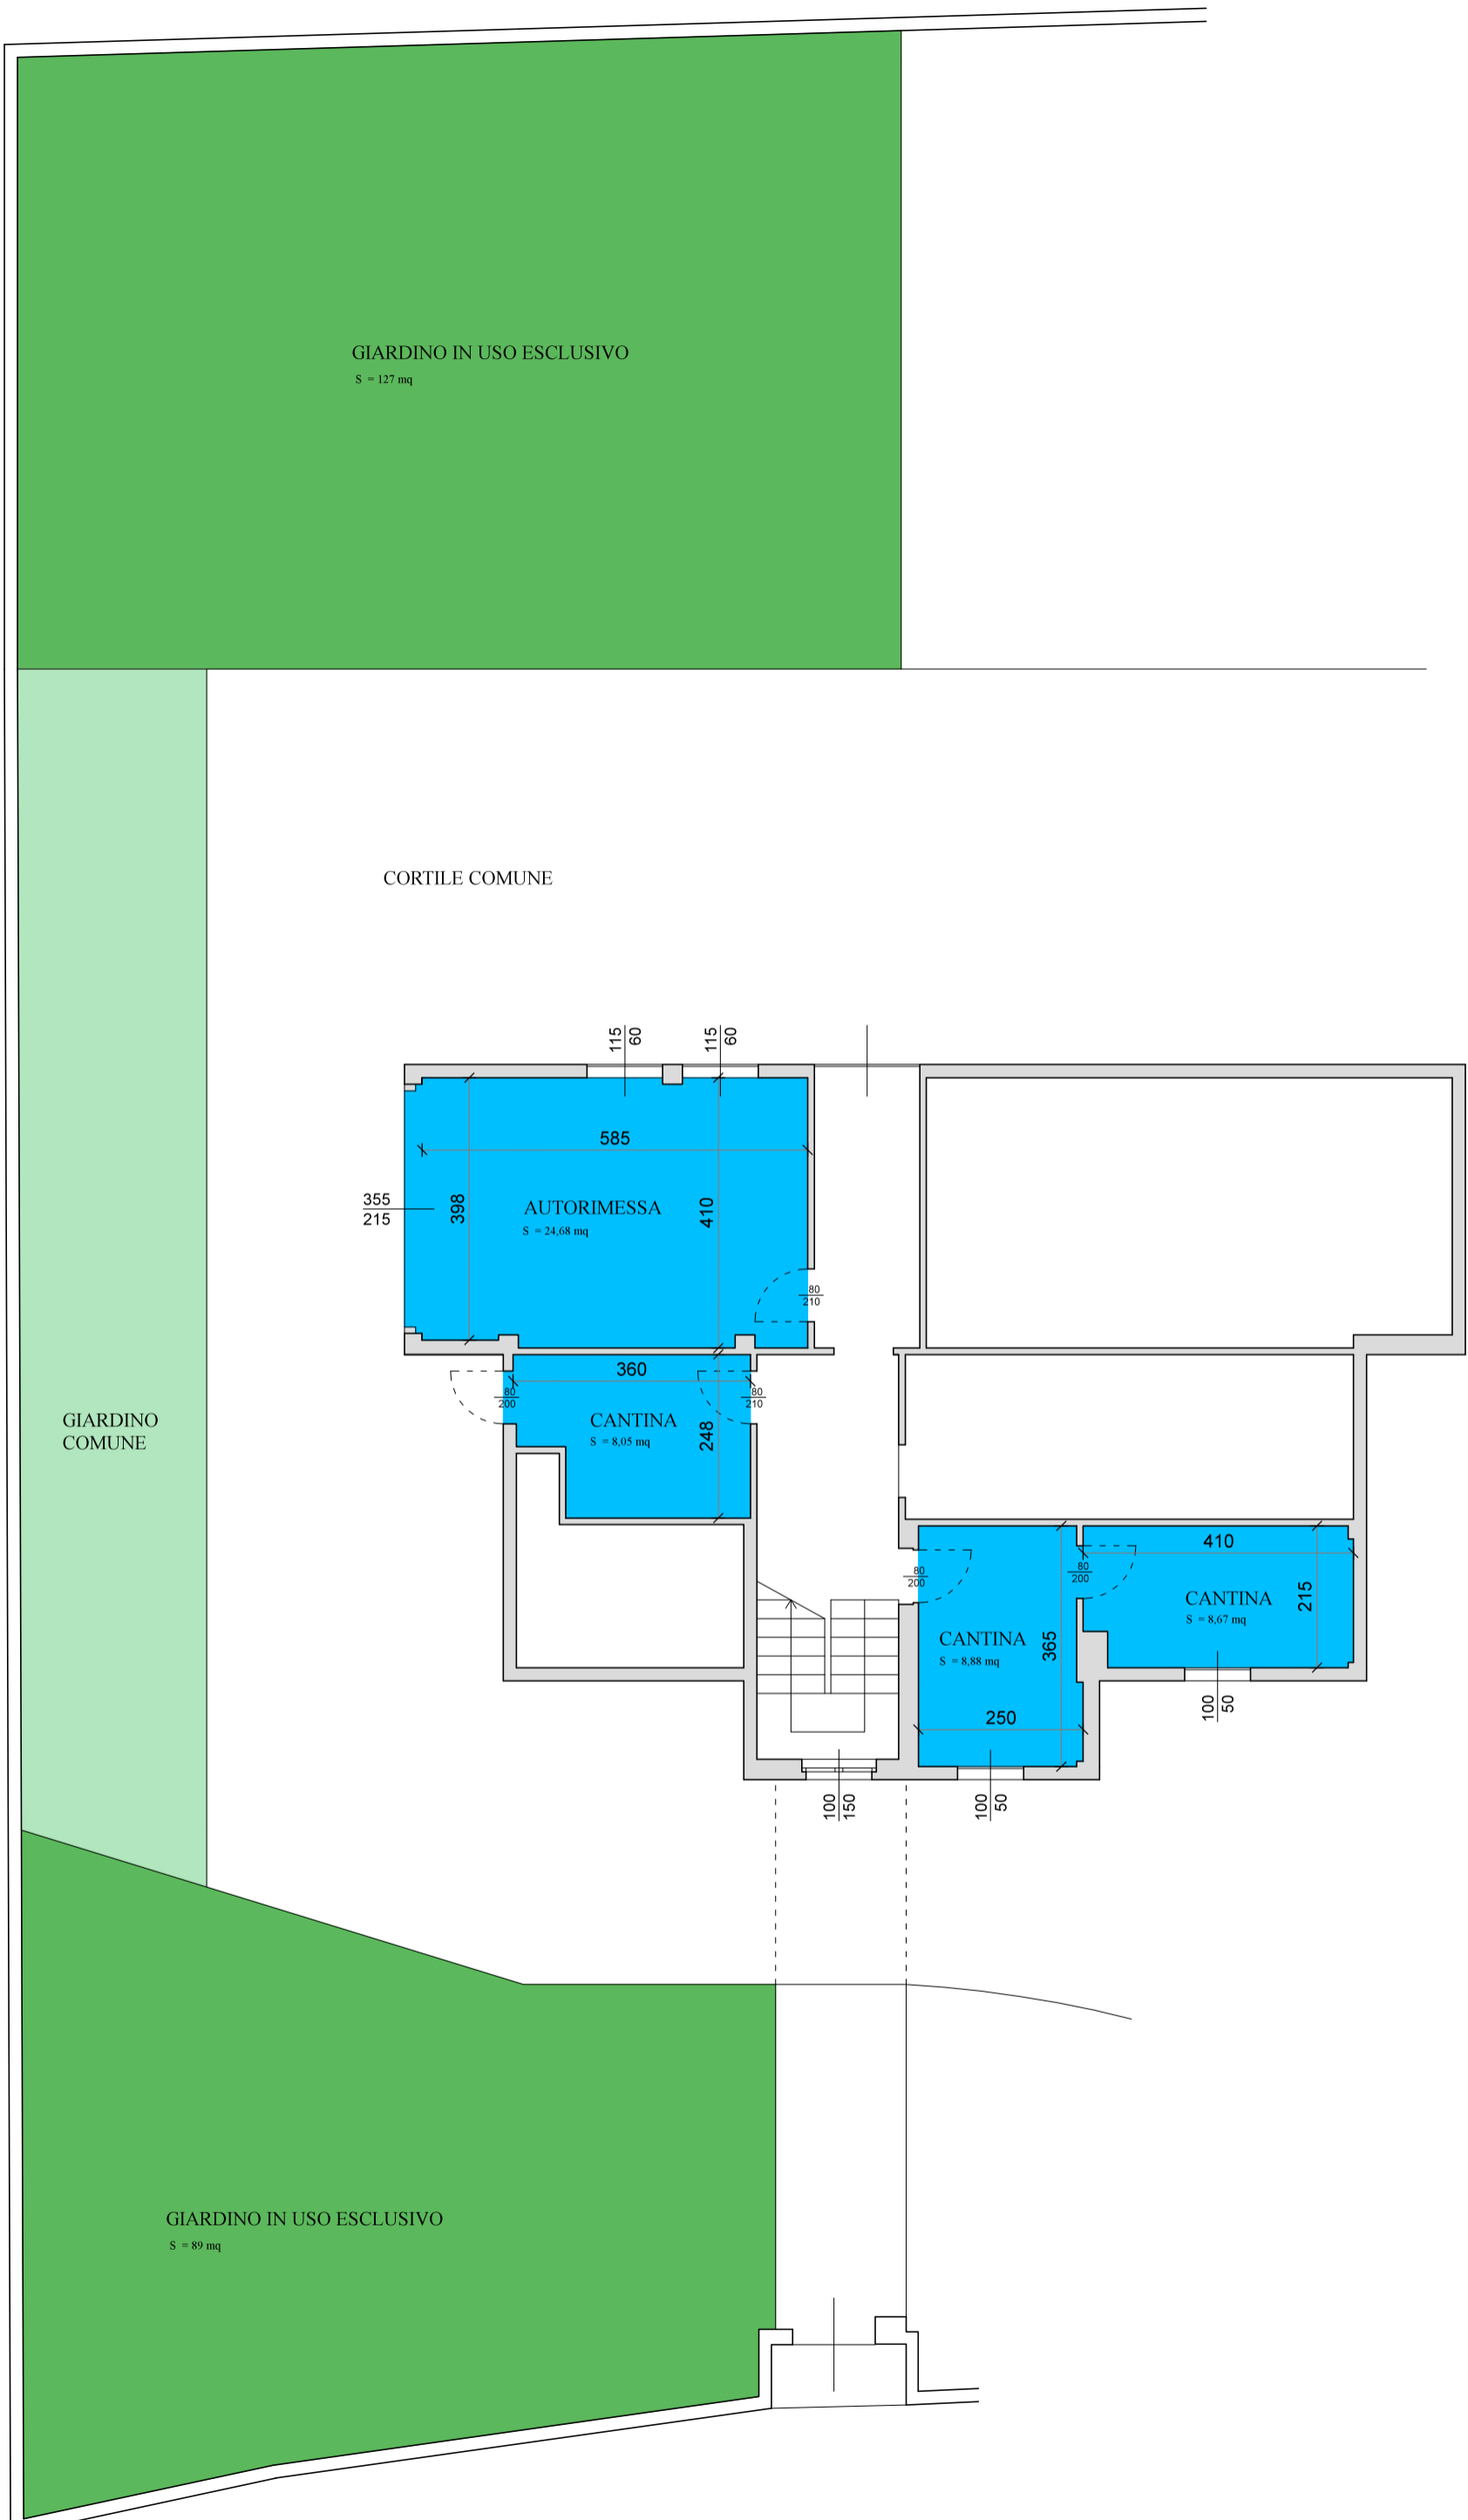 GIARDINO IN USO ESCLUSIVO
S = 127 mq
CORTILE COMUNE
115
60
115
60
585
355
215
398
AUTORIMESSA
S = 24,68 mq
410
80
210
360
80
200
80
210
GIARDINO
COMUNE
CANTINA
S = 8,05 mq
248
410
80
200
80
200
CANTINA
S = 8,67 mq
215
CANTINA
S = 8,88 mq
365
250
100
50
100
150
100
50
GIARDINO IN USO ESCLUSIVO
S = 89 mq